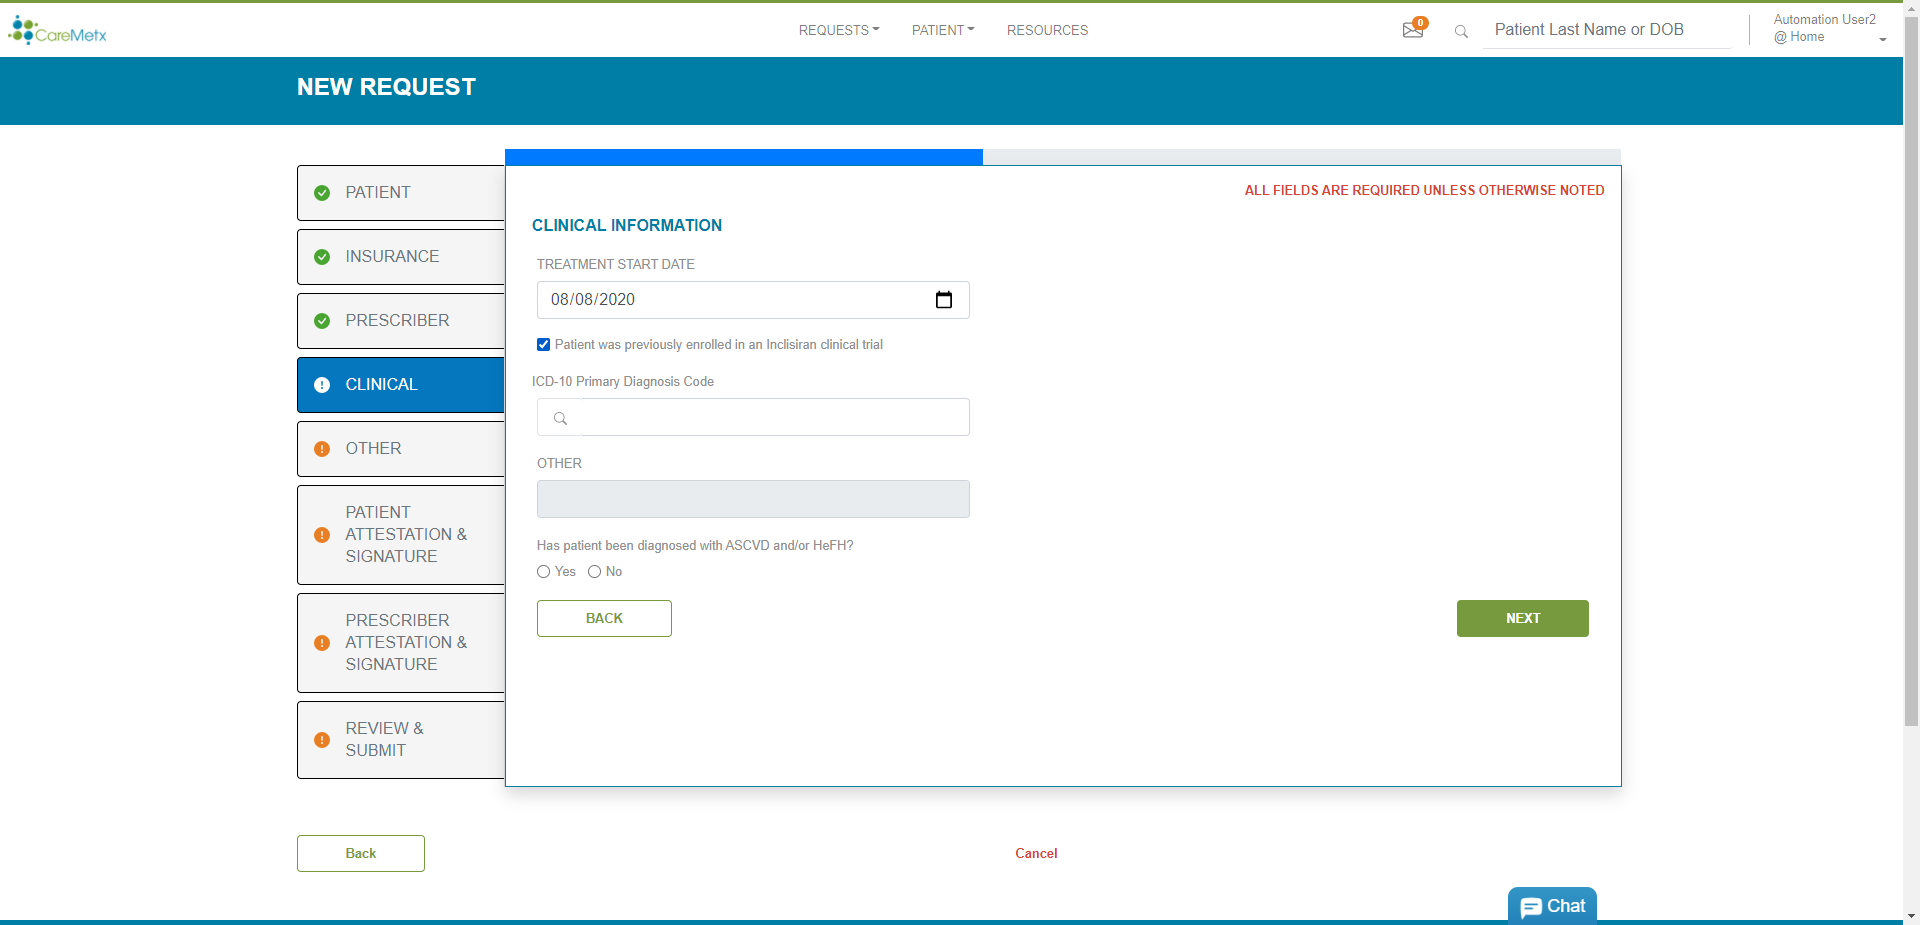 CareMetx
REQUESTS
PATIENT
RESOURCES
0
Patient Last Name or DOB
Automation User2
@ Home
NEW REQUEST
PATIENT
INSURANCE
PRESCRIBER
CLINICAL
OTHER
PATIENT
ATTESTATION &
SIGNATURE
PRESCRIBER
ATTESTATION &
SIGNATURE
REVIEW &
SUBMIT
ALL FIELDS ARE REQUIRED UNLESS OTHERWISE NOTED
CLINICAL INFORMATION
TREATMENT START DATE
08/08/2020
Patient was previously enrolled in an Inclisiran clinical trial
ICD-10 Primary Diagnosis Code
OTHER
Has patient been diagnosed with ASCVD and/or HeFH?
Yes No
BACK
NEXT
Back
Cancel
Chat